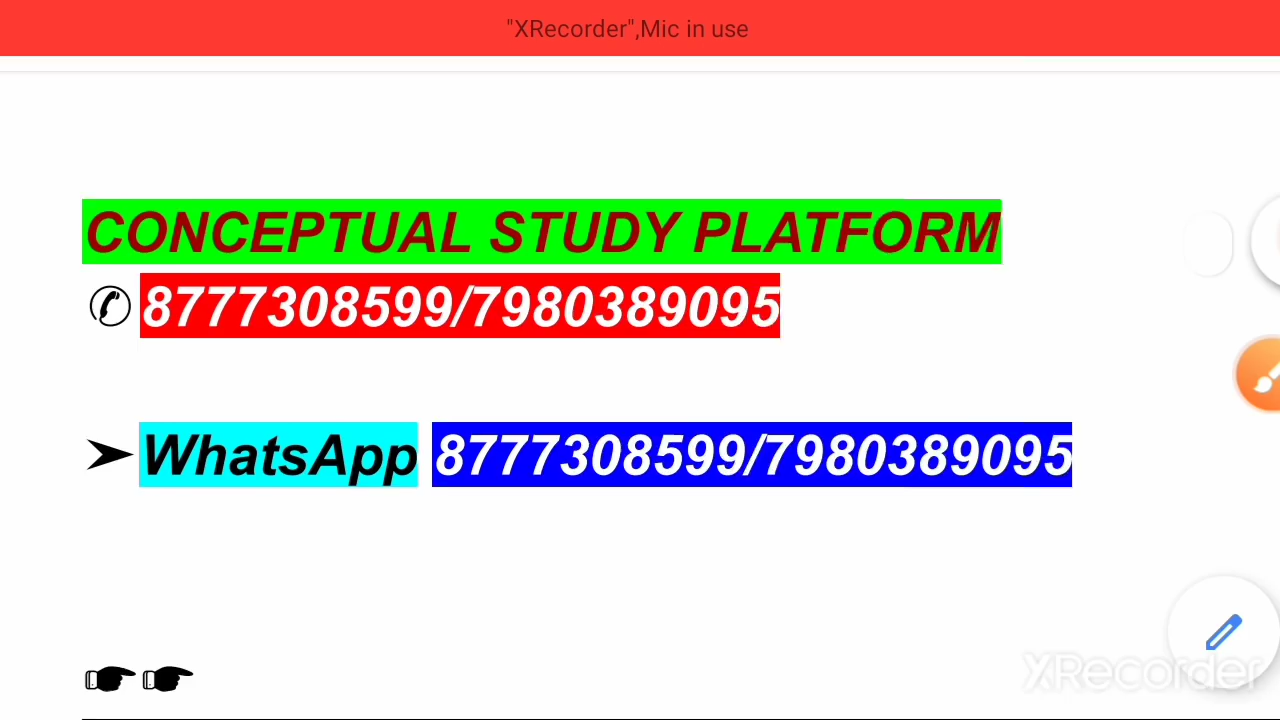 "XRecorder",Mic in use
CONCEPTUAL STUDY PLATFORM
✆ 8777308599/7980389095
➤ WhatsApp 8777308599/7980389095
☛☛
XRecorder